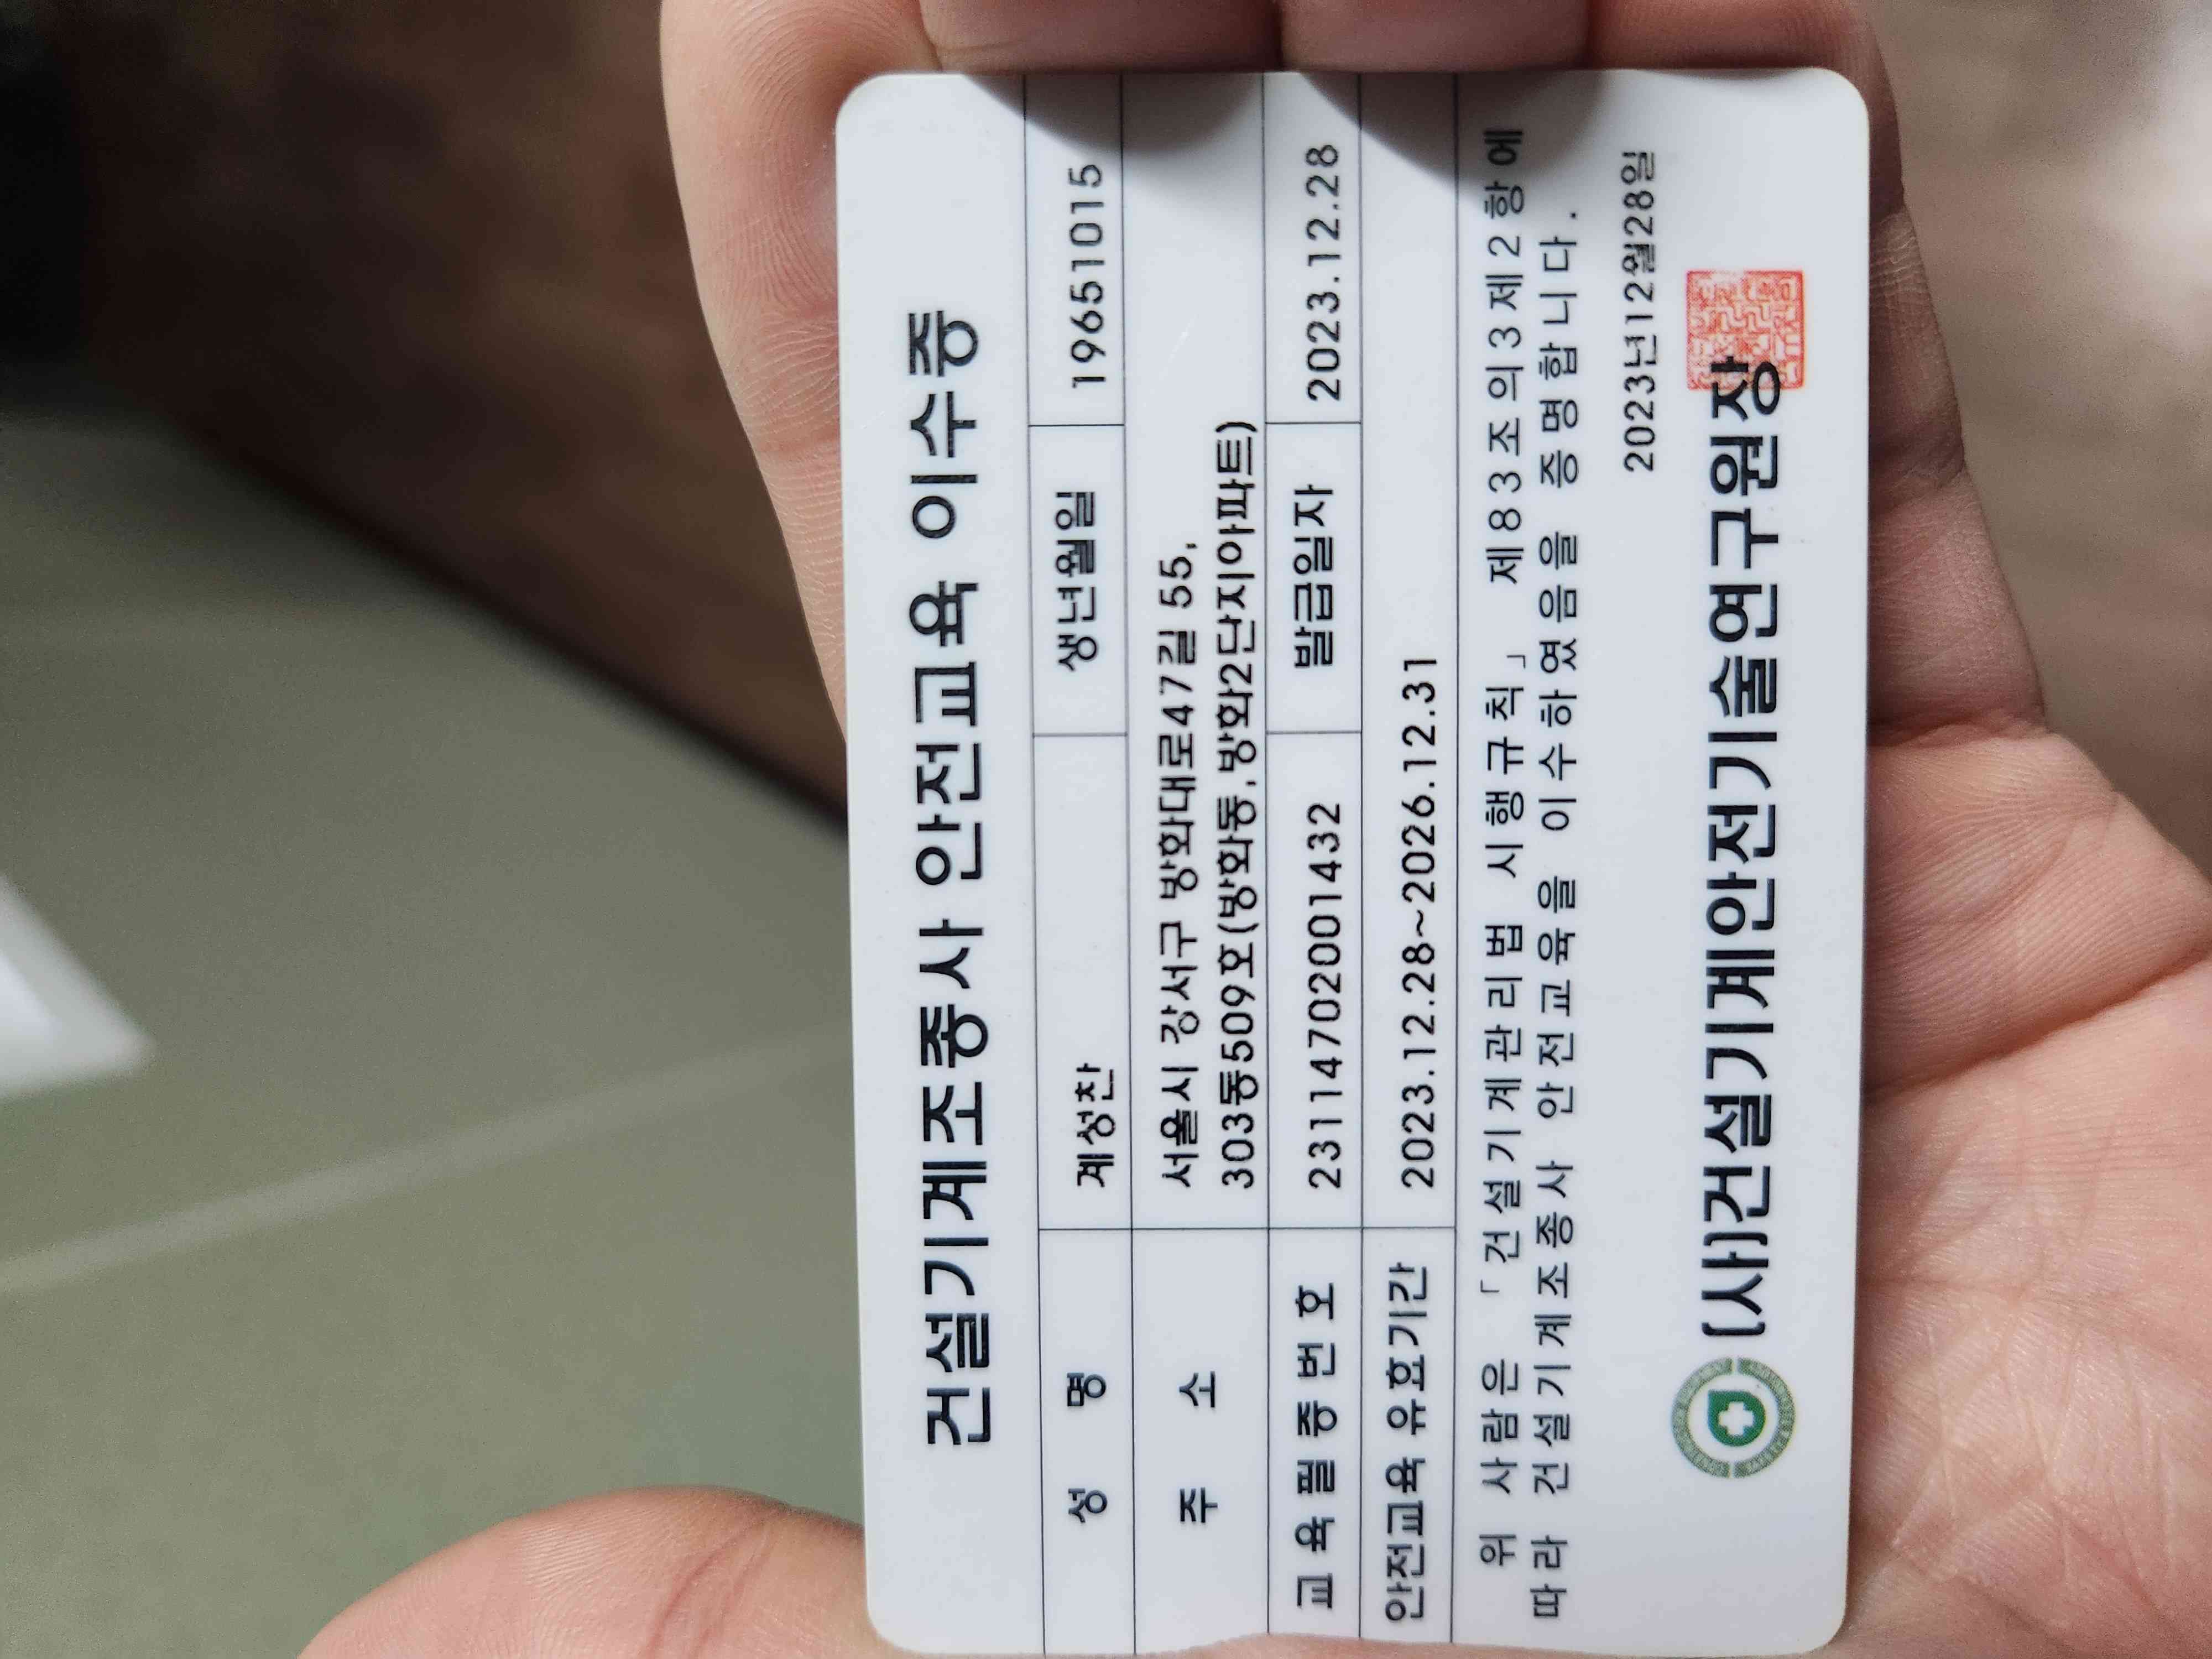 건설기계조종사 안전교육 이수증
성 명 계성찬 생년월일 19651015
주 소 서울시 강서구 방화대로47길 55,
303동509호(방화동,방화2단지아파트)
교육필증번호 23114702001432 발급일자 2023.12.28
안전교육 유효기간 2023.12.28~2026.12.31
위 사람은 「건설기계관리법 시행규칙」 제83조의3제2항에
따라 건설기계조종사 안전교육을 이수하였음을 증명합니다.
2023년12월28일
(사)건설기계안전기술연구원장